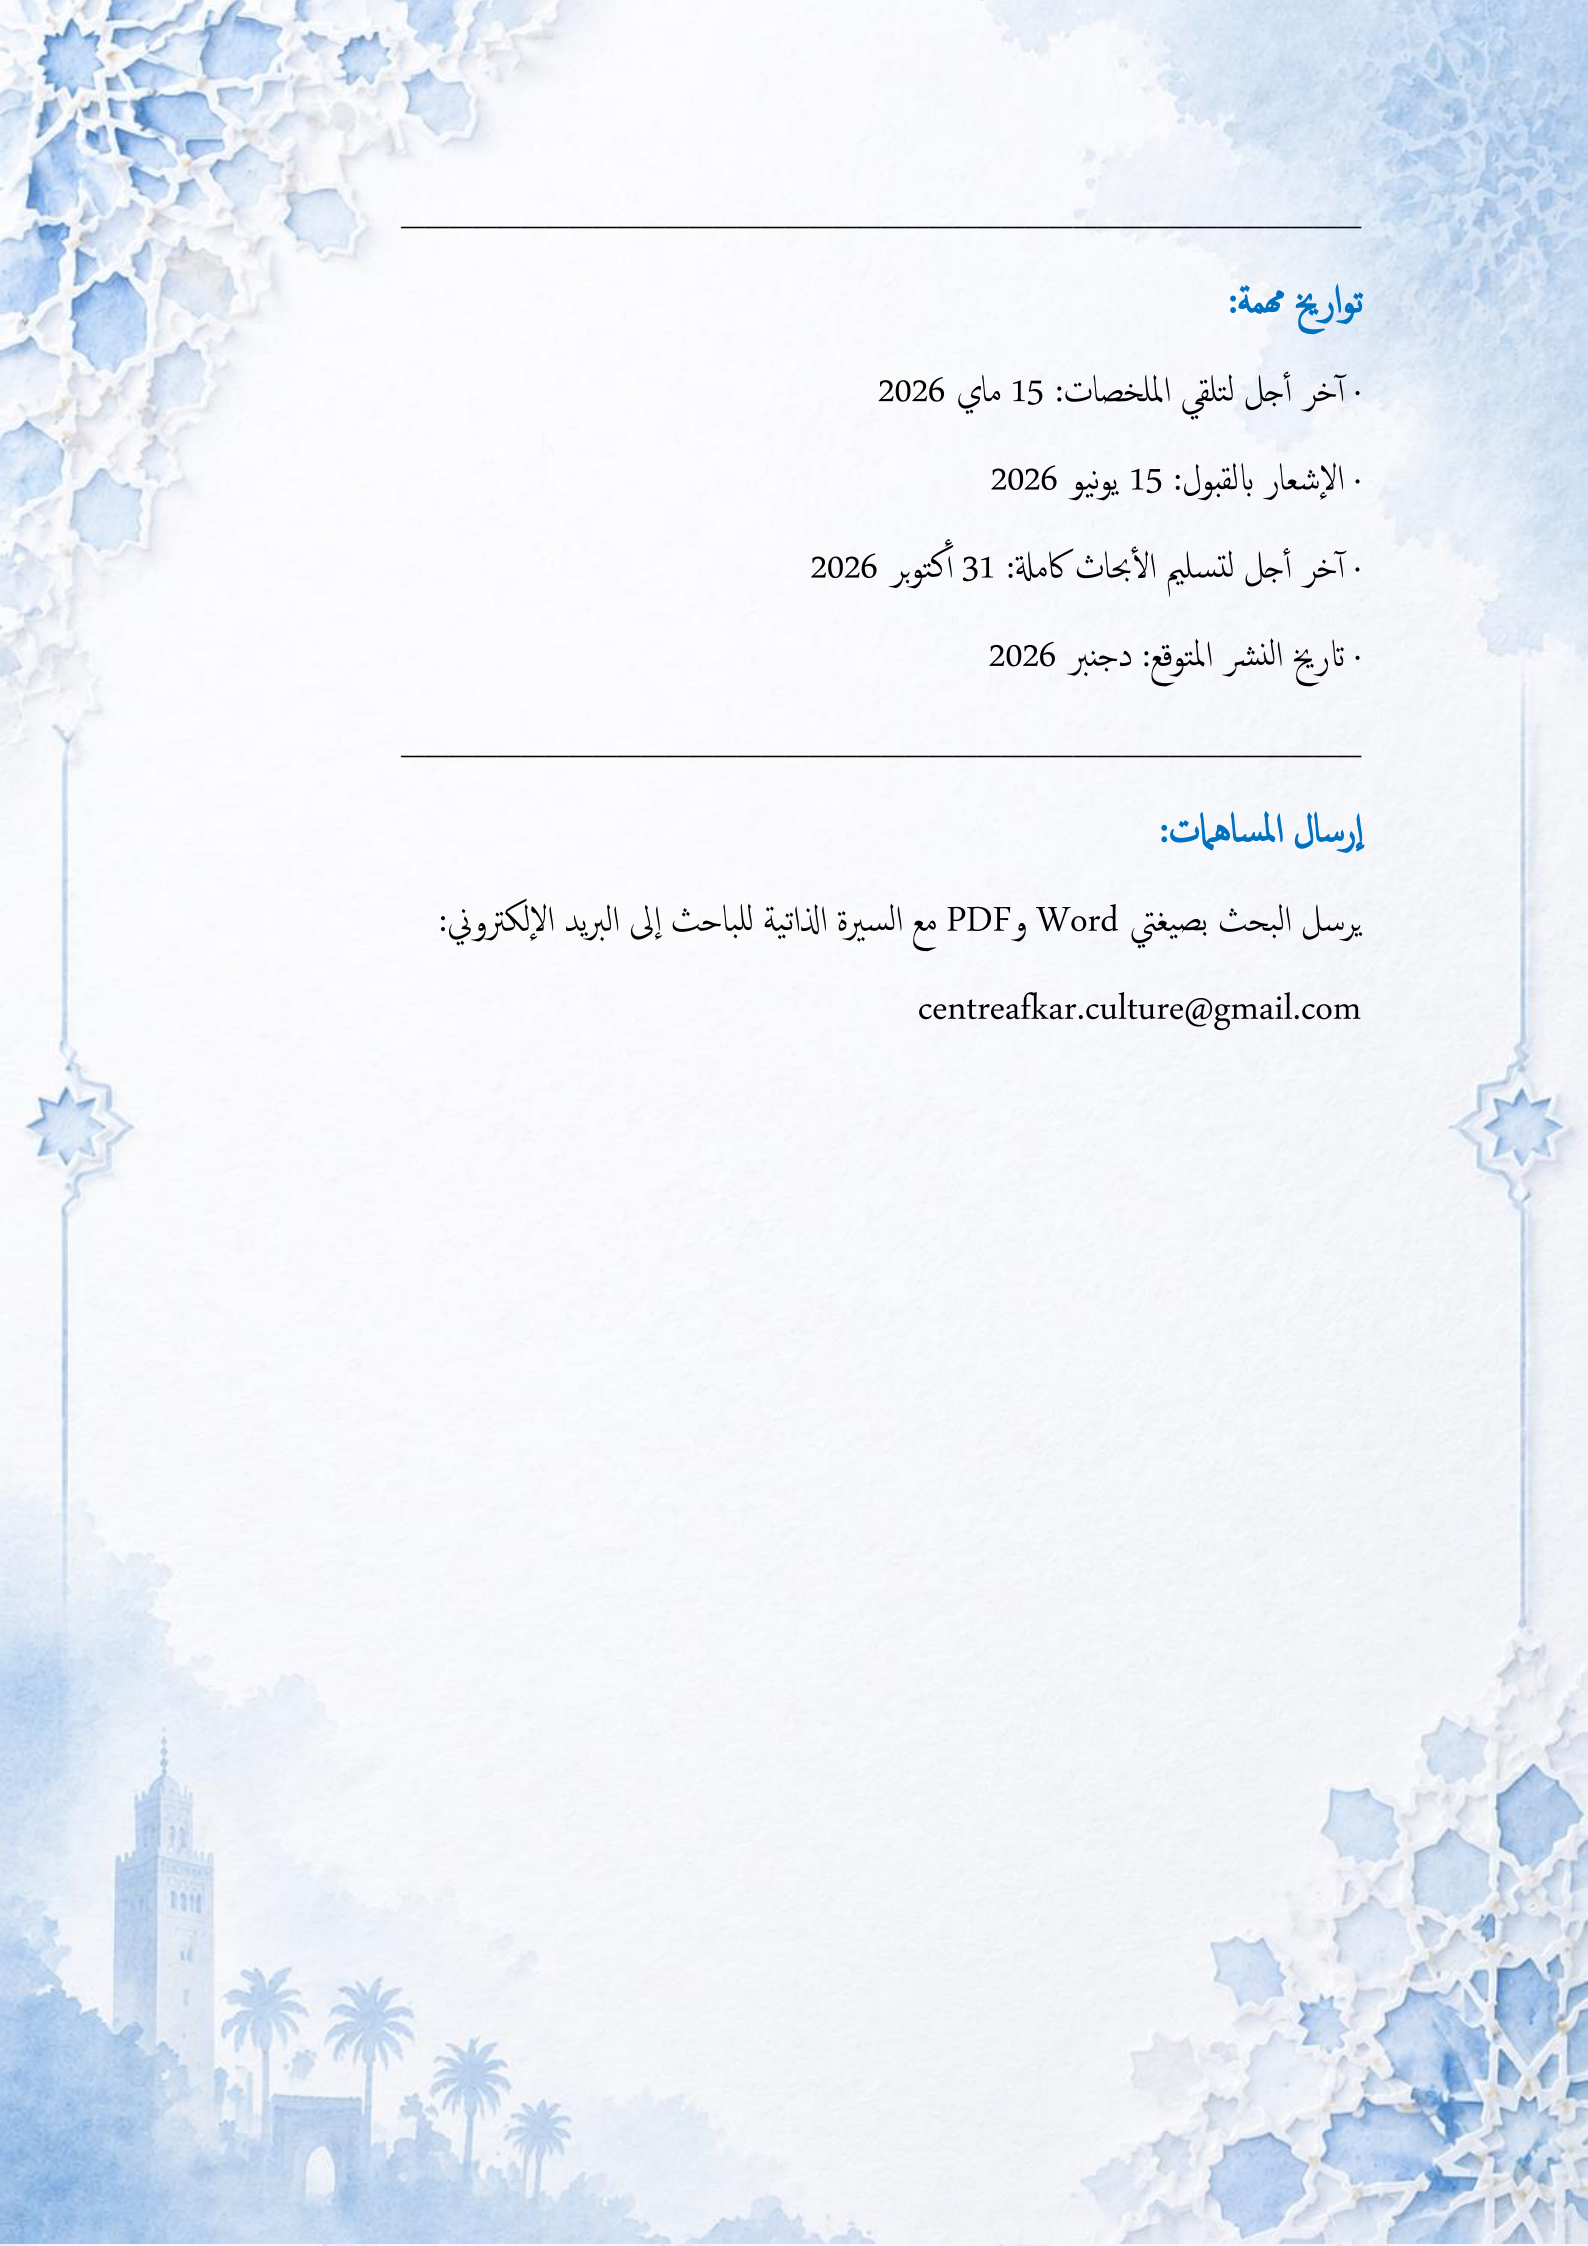 تواريخ مهمة:
· آخر أجل لتلقي الملخصات: 15 ماي 2026
· الإشعار بالقبول: 15 يونيو 2026
· آخر أجل لتسليم الأبحاث كاملة: 31 أكتوبر 2026
· تاريخ النشر المتوقع: دجنبر 2026
إرسال المساهمات:
يرسل البحث بصيغتي Word وPDF مع السيرة الذاتية للباحث إلى البريد الإلكتروني:
centreafkar.culture@gmail.com